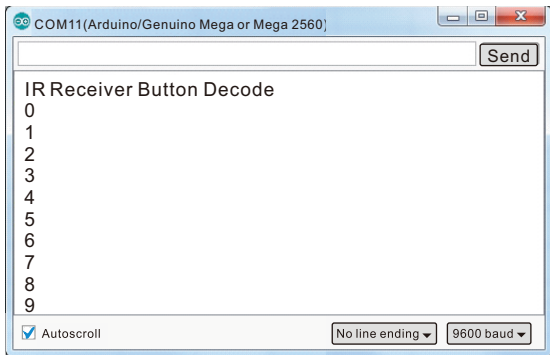 COM11(Arduino/Genuino Mega or Mega 2560)
Send
IR Receiver Button Decode
0
1
2
3
4
5
6
7
8
9
Autoscroll
No line ending
9600 baud